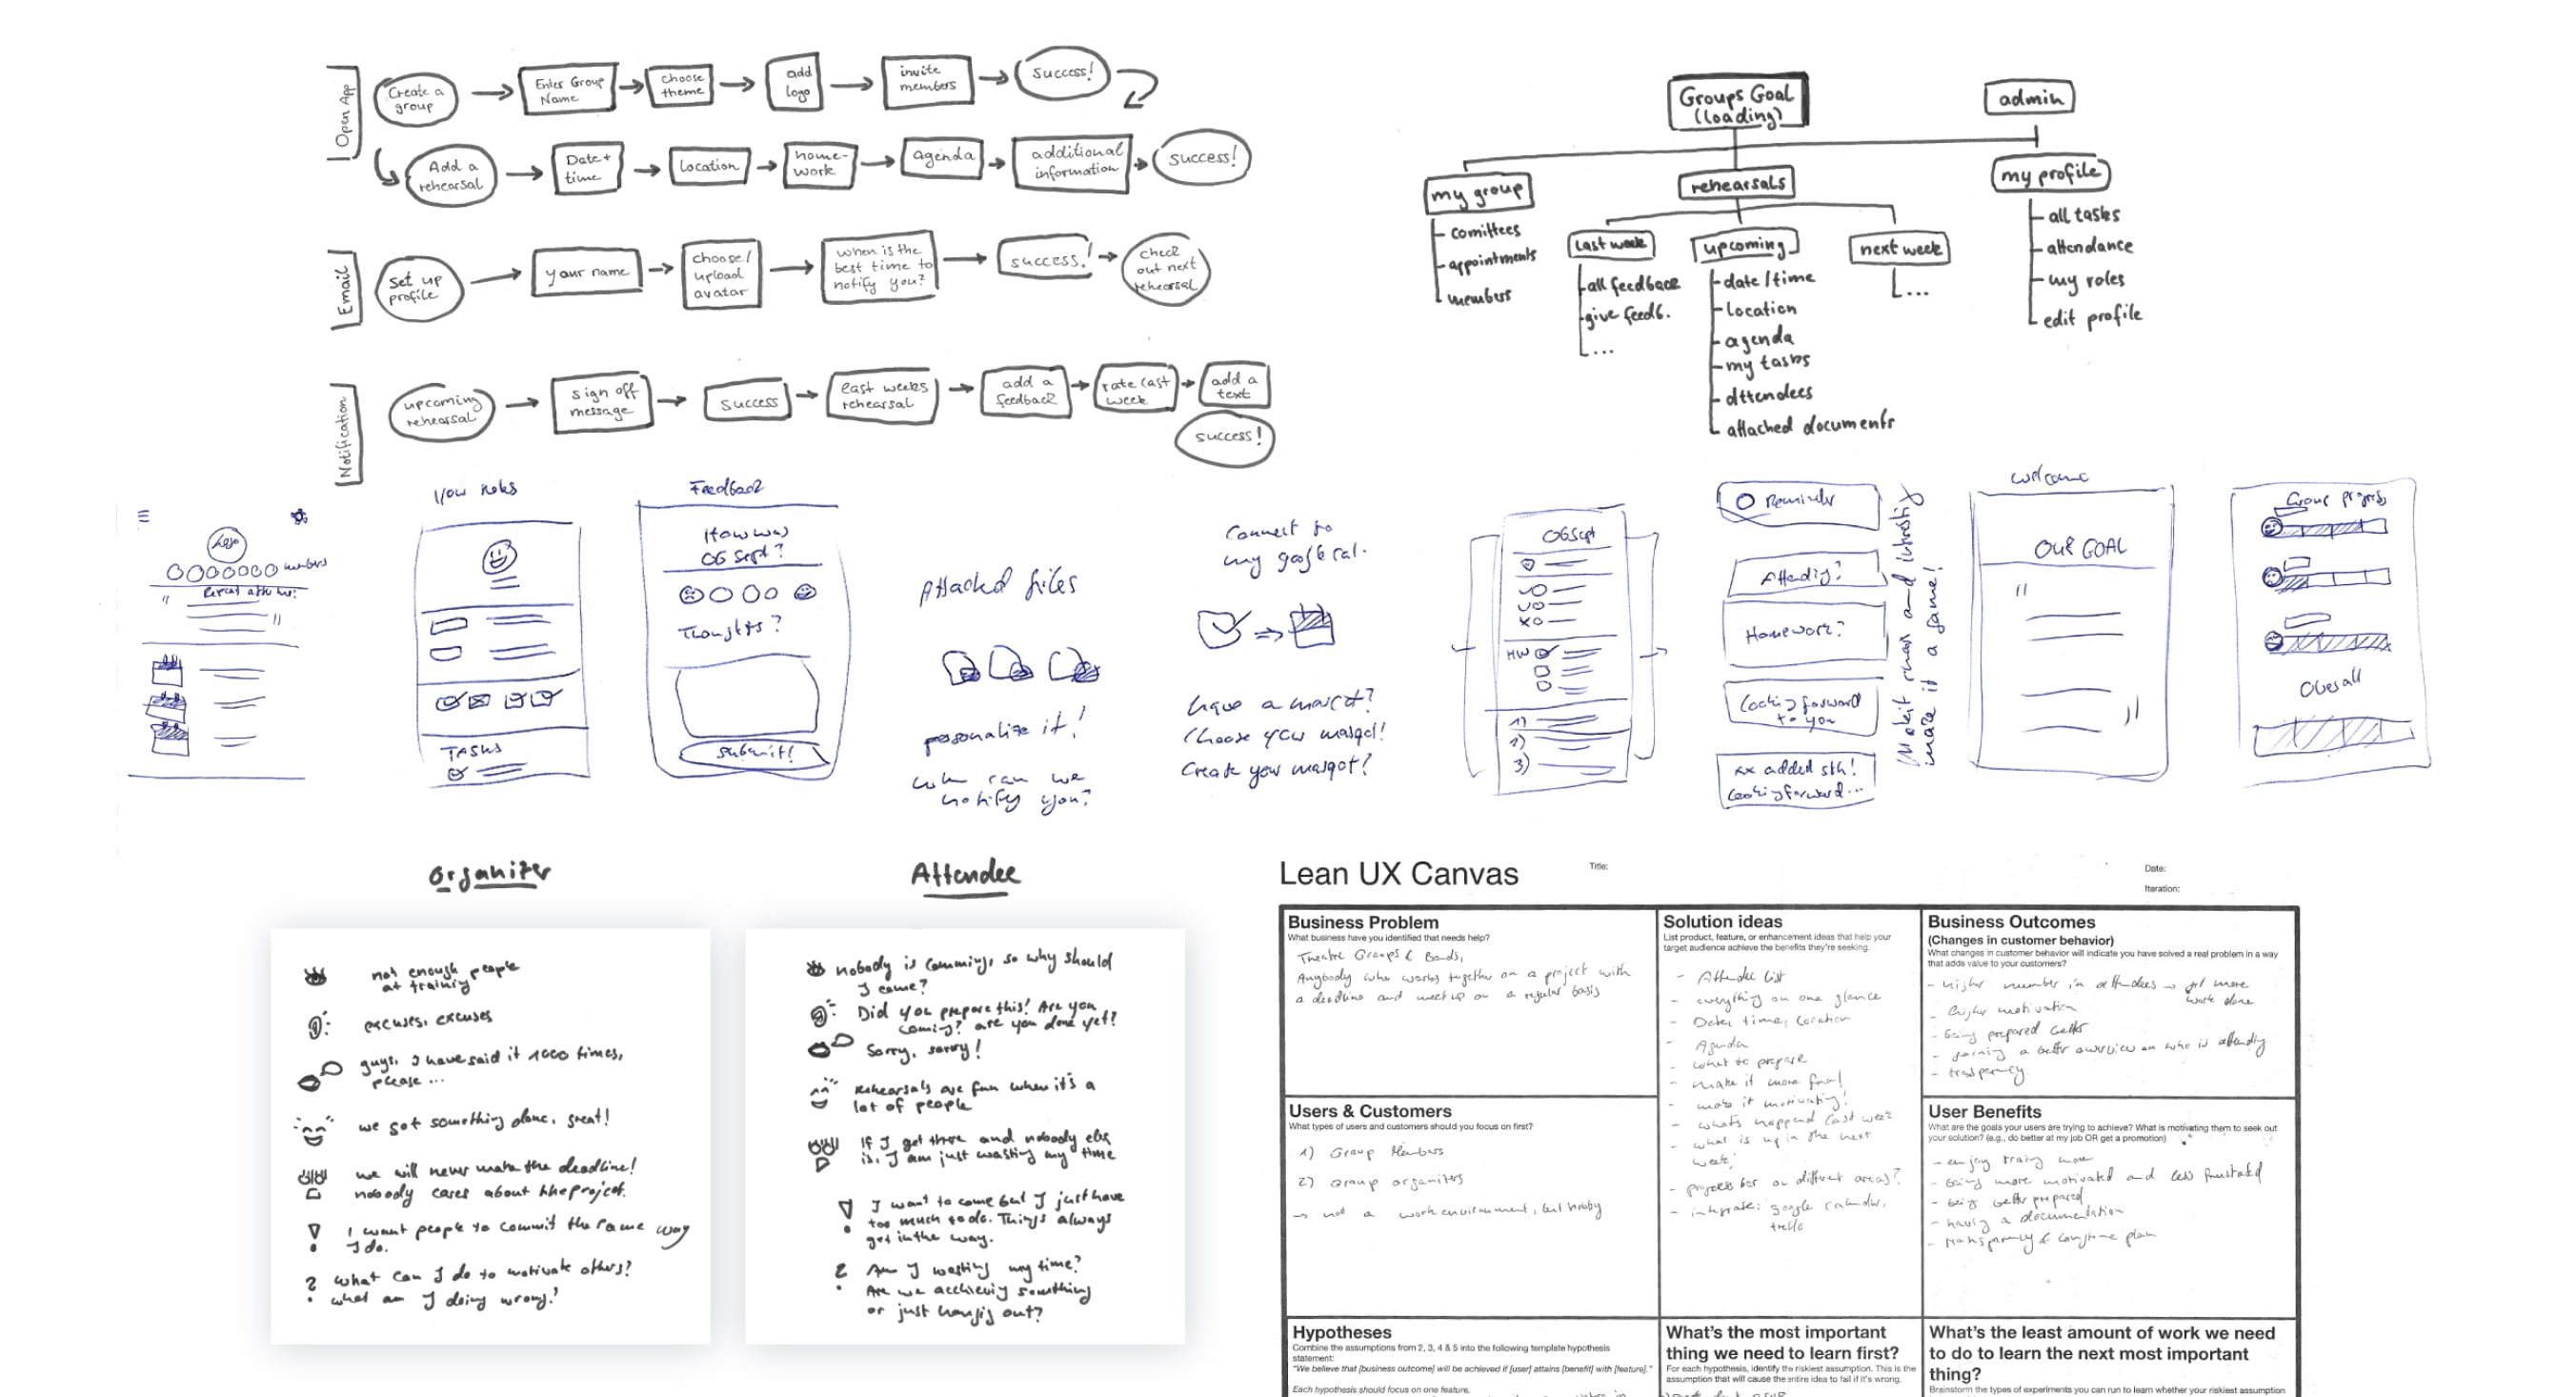 Open App
Create a
group
Enter Group
Name
choose
theme
add
logo
invite
members
success!
Add a
rehearsal
Date +
time
Location
home-
work
agenda
additional
information
success!
Email
Set up
profile
your name
choose/
upload
avatar
when is the
best time to
notify you?
success!
check
out next
rehearsal
Notification
upcoming
rehearsal
sign off
message
success
last weeks
rehearsal
add a
feedback
rate last
week
add a
text
success!
Groups Goal
(loading)
admin
my group
comittees
appointments
members
rehearsals
last week
all feedback
give feedb.
...
upcoming
date/time
location
agenda
my tasks
attendees
attached documents
next week
...
my profile
all tasks
attendance
my roles
edit profile
Logo
members
"
"
TASKS
Feedback
How was
06 Sept?
Thoughts?
submit!
Attached files
personalize it!
when can we
notify you?
Connect to
my google cal.
have a mascot?
Choose your masqot!
Create your masqot?
06 Sept
HW
1)
2)
3)
Reminder
Attending?
Homework?
Looking forward
to you
xx added sth!
Looking forward...
make it a game!
welcome
OUR GOAL
"
"
Group progress
Overall
Organizer
not enough people
at training
excuses, excuses
guys, I have said it 1000 times,
please...
we got something done, great!
we will never make the deadline!
nobody cares about the project.
I want people to commit the same way
I do.
what can I do to motivate others?
what am I doing wrong?
Attendee
nobody is comming, so why should
I come?
Did you prepare this? Are you
coming? are you done yet?
Sorry, sorry!
Rehearsals are fun when it's a
lot of people
If I get there and nobody else
is, I am just wasting my time
I want to come but I just have
too much to do. Things always
get in the way.
Am I wasting my time?
Are we acchieving something
or just hanging out?
Lean UX Canvas
Title:
Date:
Iteration:
Business Problem
What business have you identified that needs help?
Theatre Groups & Bands,
Anybody who works together on a project with
a deadline and meet up on a regular basis
Users & Customers
What types of users and customers should you focus on first?
1) Group Members
2) Group organizers
→ not a work environment, but hobby
Solution ideas
List product, feature, or enhancement ideas that help your
target audience achieve the benefits they're seeking.
- Attendee list
- everything on one glance
- Date, time, location
- Agenda
- what to prepare
- make it more fun!
- make it motivating!
- whats happend last week
- what is up in the next
week?
- progress bar on different areas?
- integrate: google calendar,
trello
Business Outcomes
(Changes in customer behavior)
What changes in customer behavior will indicate you have solved a real problem in a way
that adds value to your customers?
- higher number in attendees → get more
work done
- higher motivation
- being prepared better
- gaining a better overview on who is attending
- trasparency
User Benefits
What are the goals your users are trying to achieve? What is motivating them to seek out
your solution? (e.g., do better at my job OR get a promotion)
- enjoy training more
- being more motivated and less frustrated
- being better prepared
- having a documentation
- transparency & longtime plan
Hypotheses
Combine the assumptions from 2, 3, 4 & 5 into the following template hypothesis
statement:
"We believe that [business outcome] will be achieved if [user] attains [benefit] with [feature]."
Each hypothesis should focus on one feature.
What's the most important
thing we need to learn first?
For each hypothesis, identify the riskiest assumption. This is the
assumption that will cause the entire idea to fail if it's wrong.
What's the least amount of work we need
to do to learn the next most important
thing?
Brainstorm the types of experiments you can run to learn whether your riskiest assumption